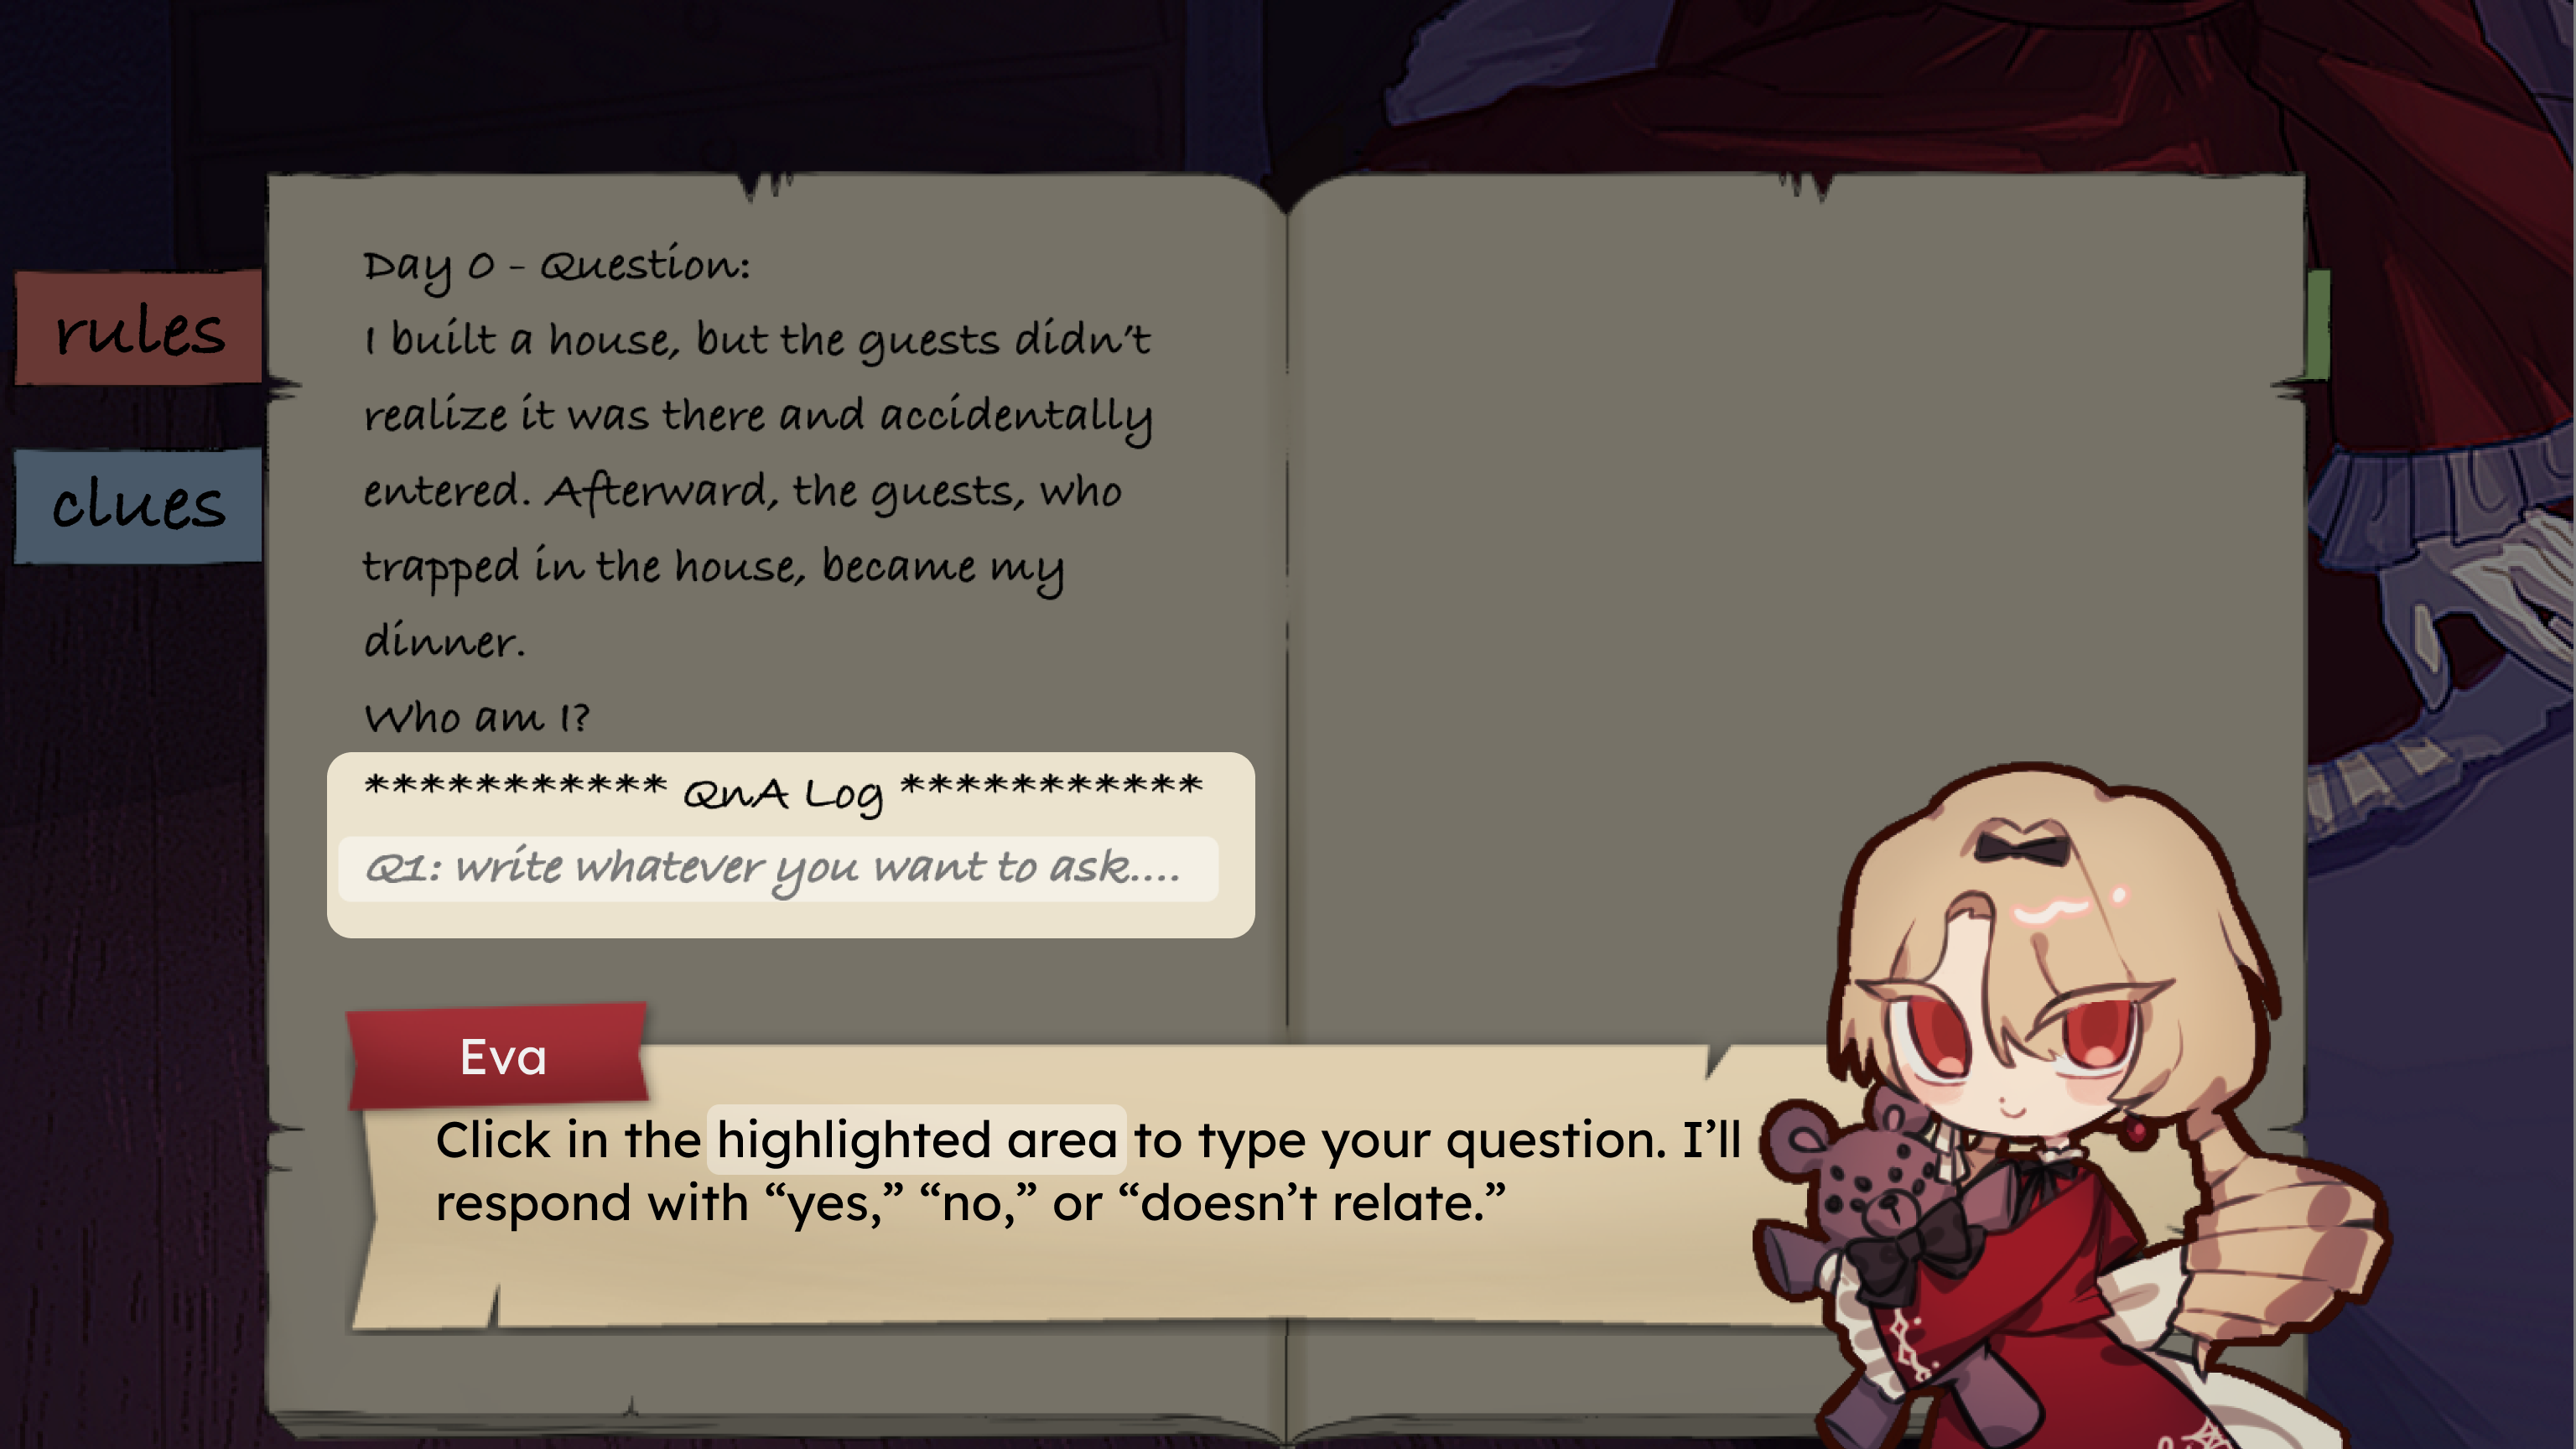 rules
clues
Day 0 - Question:
I built a house, but the guests didn't
realize it was there and accidentally
entered. Afterward, the guests, who
trapped in the house, became my
dinner.
Who am I?
*********** QnA Log ***********
Q1: write whatever you want to ask....
Eva
Click in the highlighted area to type your question. I’ll
respond with “yes,” “no,” or “doesn’t relate.”